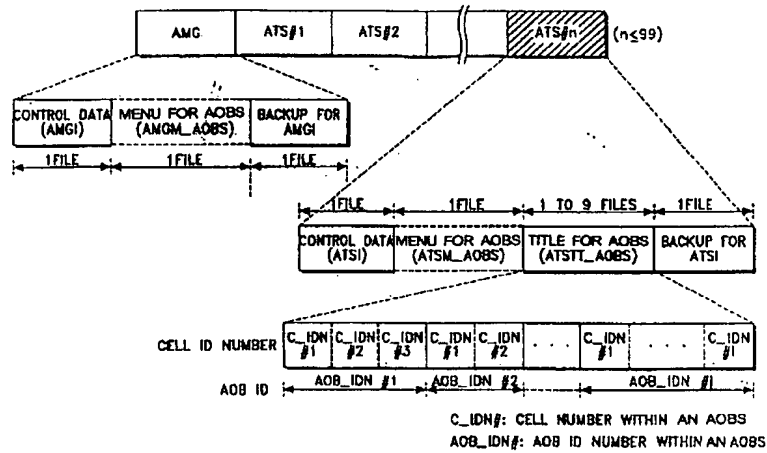 AMG ATS#1 ATS#2 ATS#n (n≤99)
CONTROL DATA (AMGI) MENU FOR AOBS (AMGM_AOBS) BACKUP FOR AMGI
1FILE 1FILE 1FILE
1FILE 1FILE 1 TO 9 FILES 1FILE
CONTROL DATA (ATSI) MENU FOR AOBS (ATSM_AOBS) TITLE FOR AOBS (ATSTT_AOBS) BACKUP FOR ATSI
CELL ID NUMBER C_IDN #1 C_IDN #2 C_IDN #3 C_IDN #1 C_IDN #2 . . . C_IDN #1 . . . C_IDN #I
AOB ID AOB_IDN #1 AOB_IDN #2 AOB_IDN #I
C_IDN#: CELL NUMBER WITHIN AN AOBS
AOB_IDN#: AOB ID NUMBER WITHIN AN AOBS